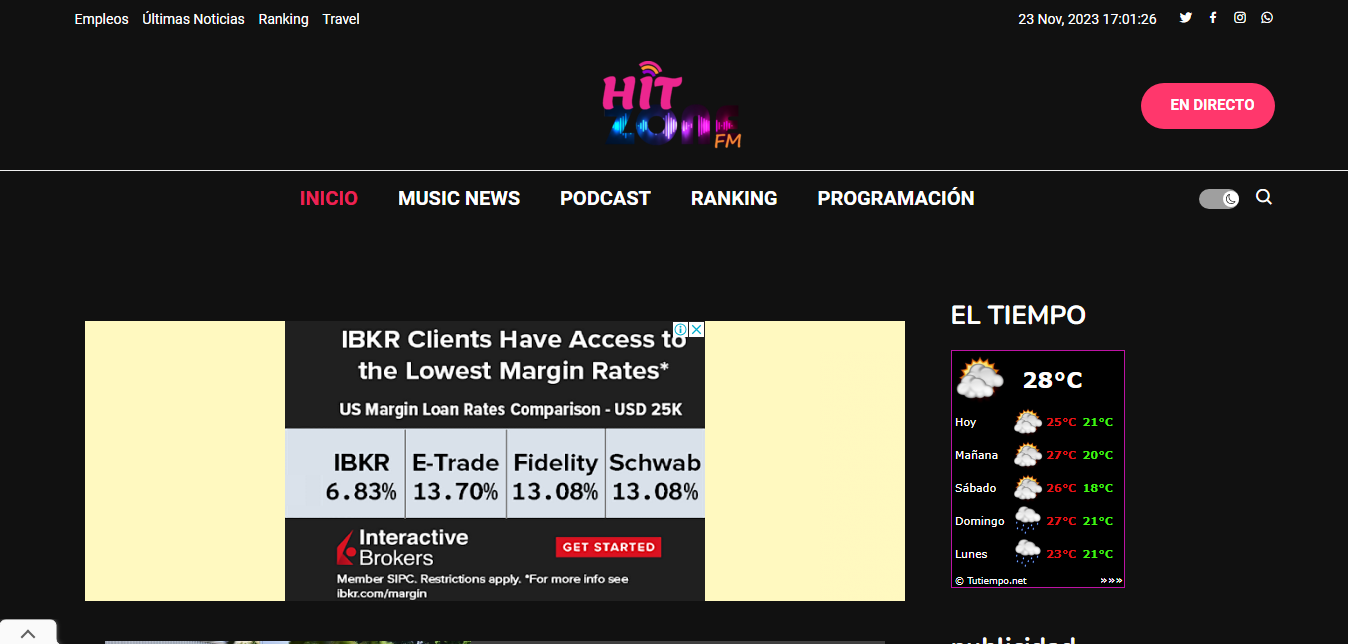 Empleos Últimas Noticias Ranking Travel
23 Nov, 2023 17:01:26
HIT
ZONE
FM
EN DIRECTO
INICIO MUSIC NEWS PODCAST RANKING PROGRAMACIÓN
IBKR Clients Have Access to
the Lowest Margin Rates*
US Margin Loan Rates Comparison - USD 25K
IBKR E-Trade Fidelity Schwab
6.83% 13.70% 13.08% 13.08%
Interactive
Brokers
GET STARTED
Member SIPC. Restrictions apply. *For more info see
ibkr.com/margin
EL TIEMPO
28°C
Hoy 25°C 21°C
Mañana 27°C 20°C
Sábado 26°C 18°C
Domingo 27°C 21°C
Lunes 23°C 21°C
© Tutiempo.net »»»
publicidad